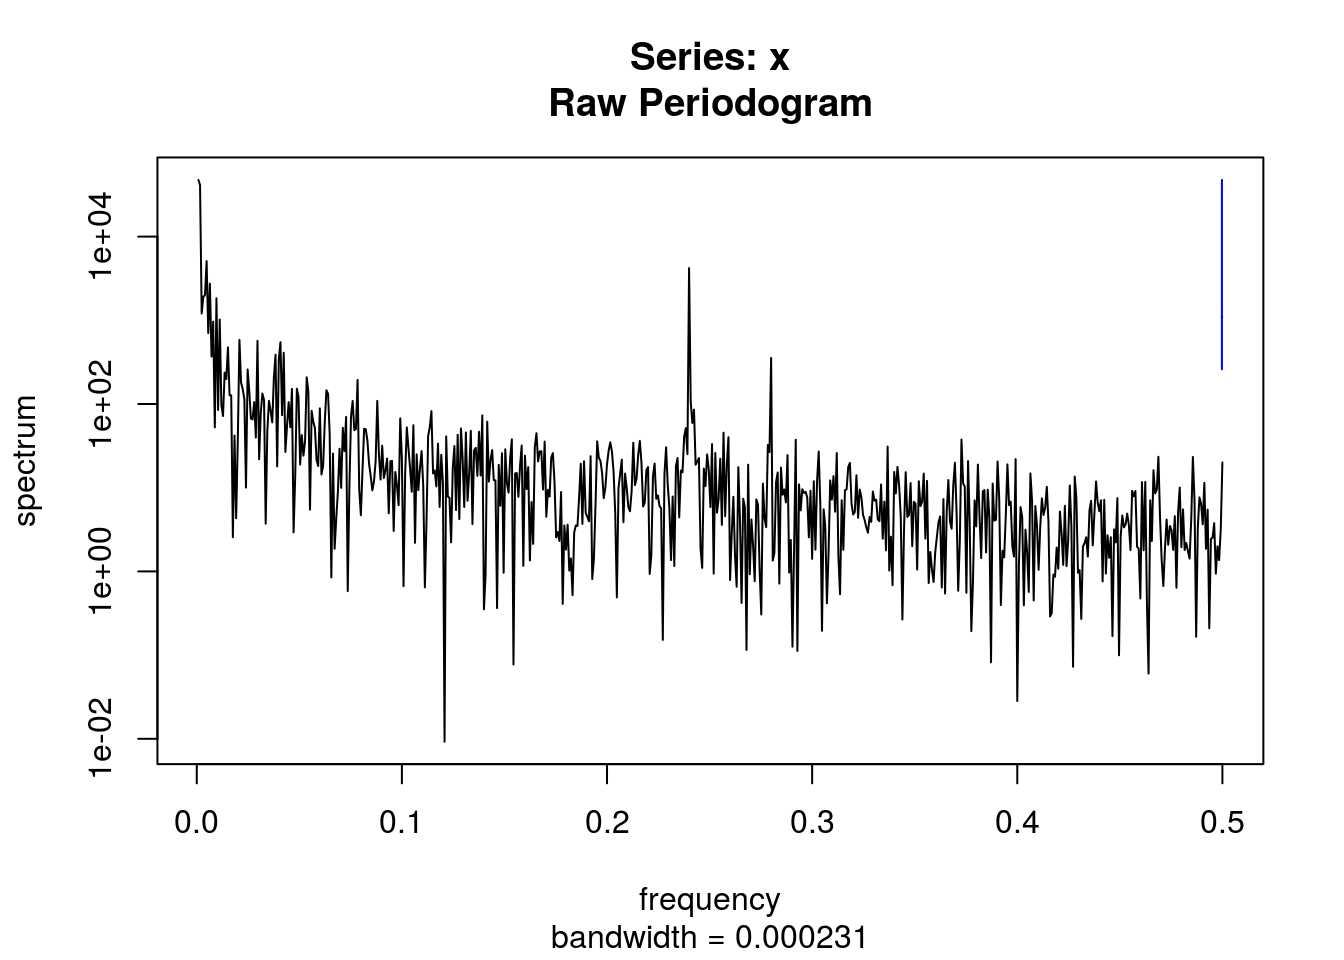 Series: x
Raw Periodogram
spectrum
1e+04
1e+02
1e+00
1e-02
0.0 0.1 0.2 0.3 0.4 0.5
frequency
bandwidth = 0.000231